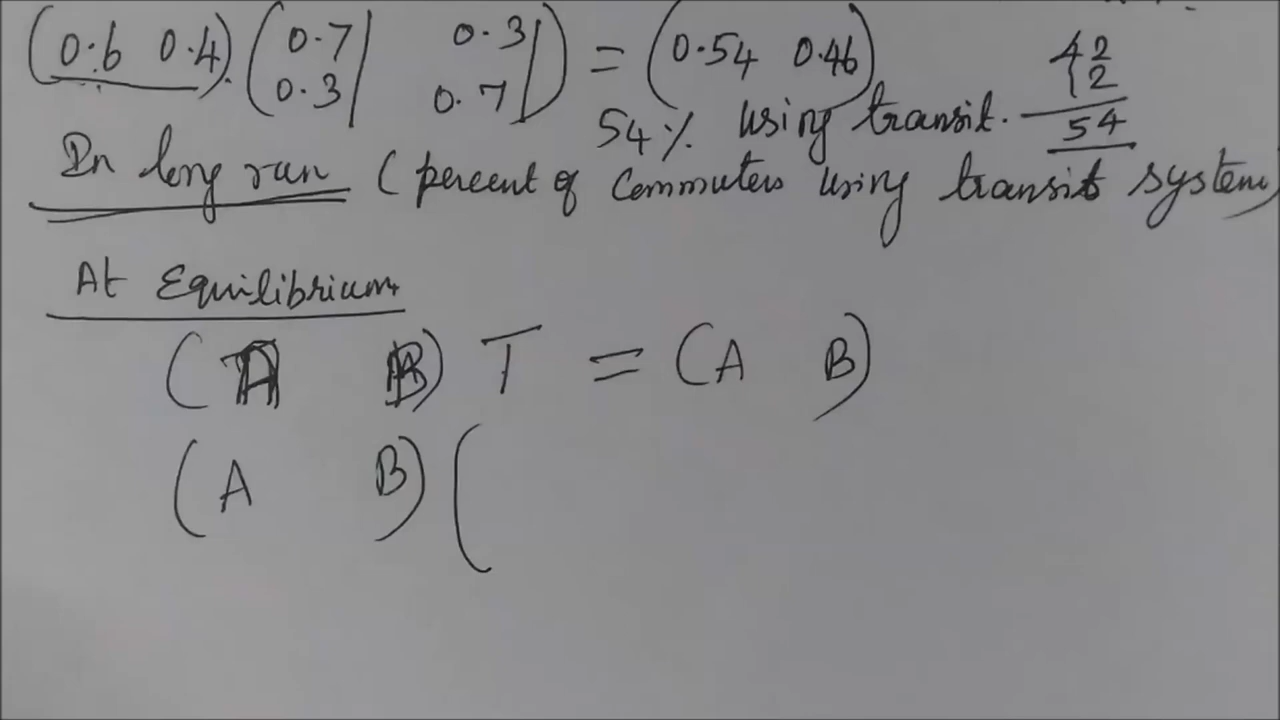 (0.6 0.4). (0.7 0.3) = (0.54 0.46) 42
0.3 0.7 12
54% using transit. 54
In long run (percent of Commuters using transit system)
At Equilibrium
(A B) T = (A B)
(A B) (